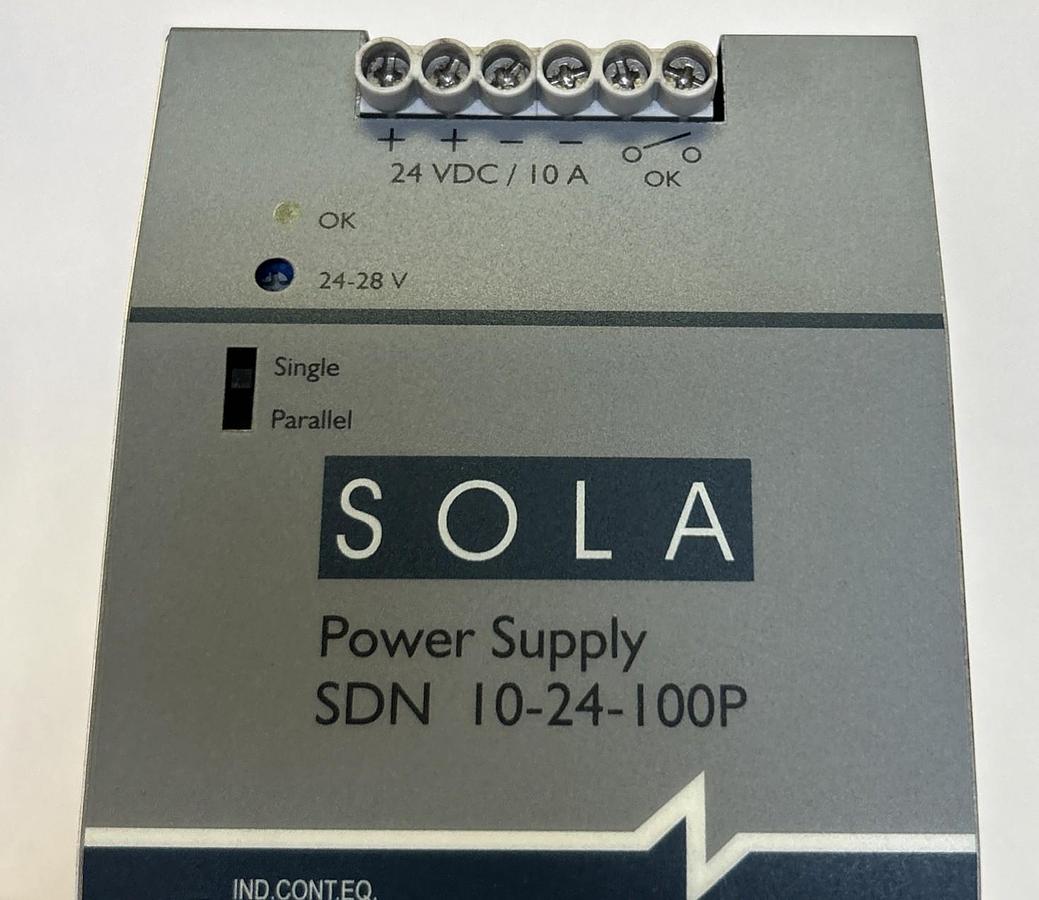 + + − −
24 VDC / 10 A
OK
OK
24-28 V
Single
Parallel
SOLA
Power Supply
SDN 10-24-100P
IND.CONT.EQ.